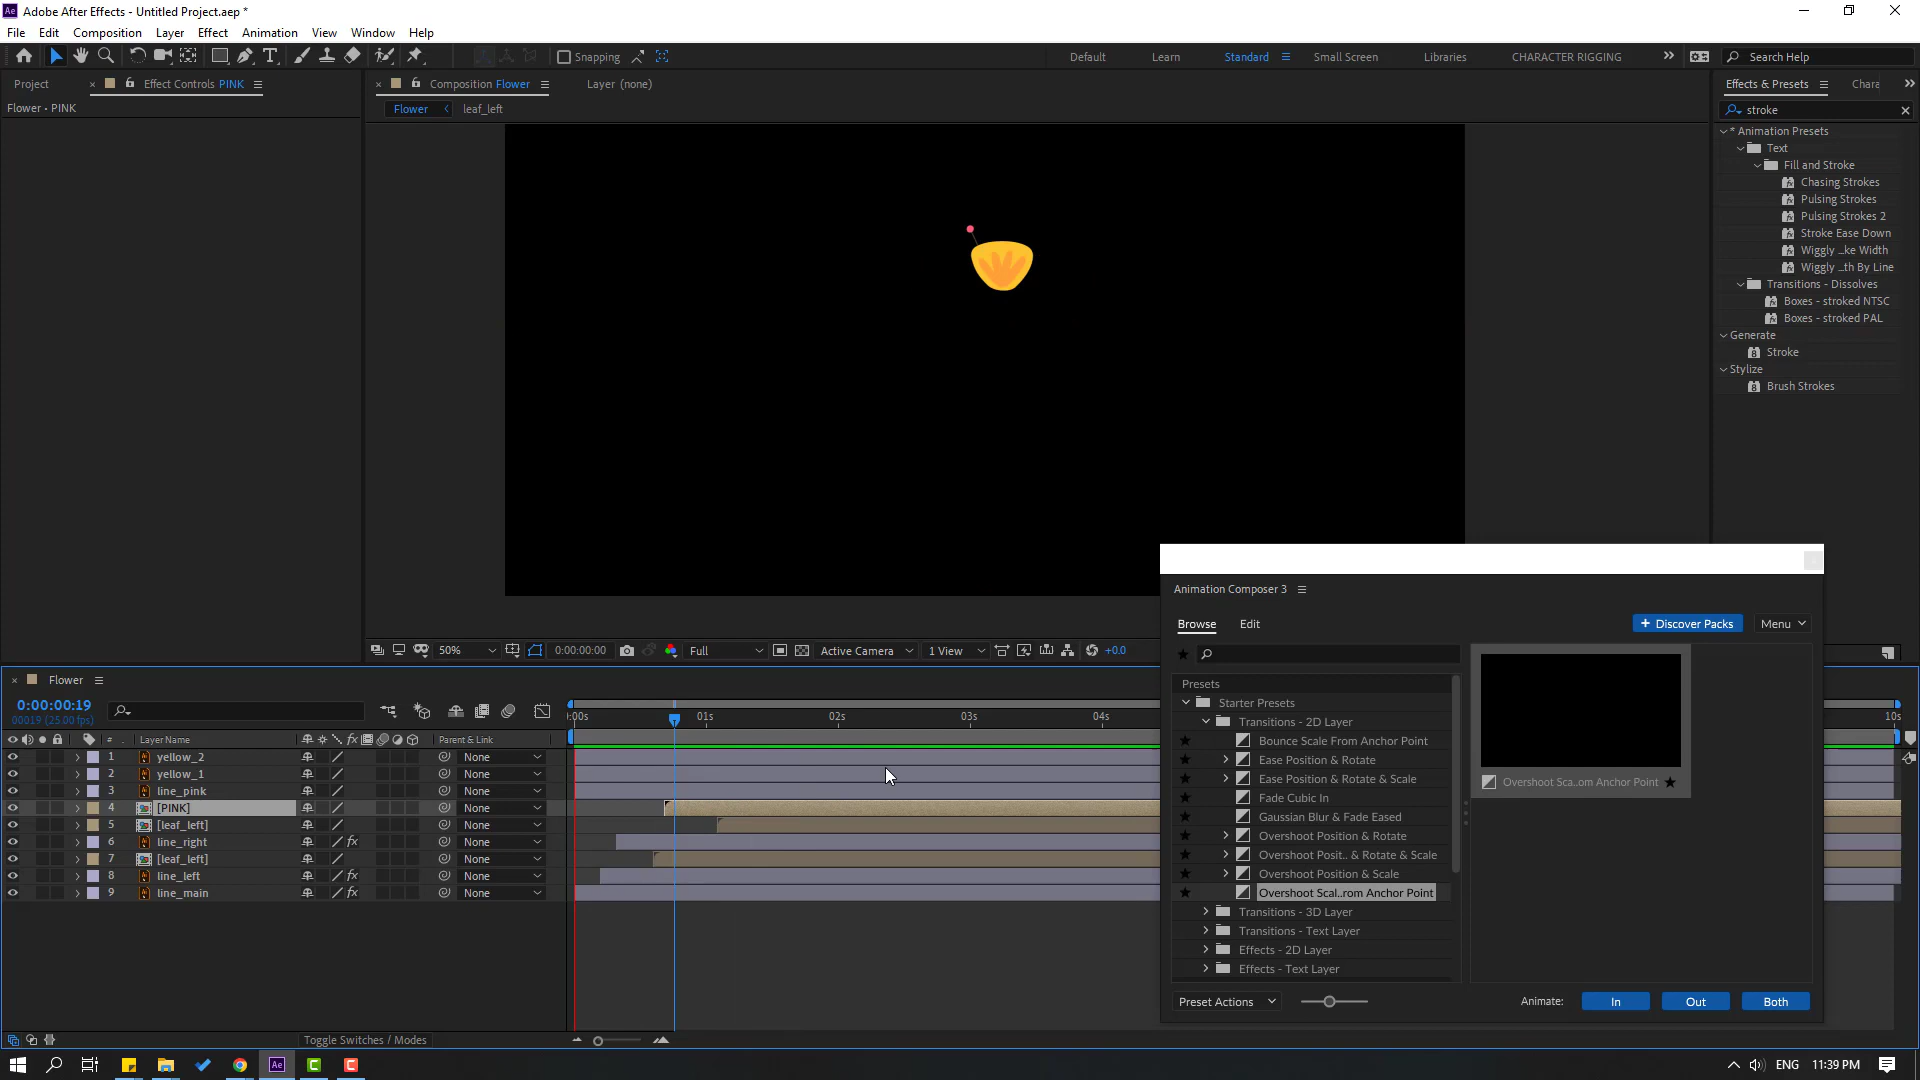 Adobe After Effects - Untitled Project.aep *
File Edit Composition Layer Effect Animation View Window Help
Snapping
Default Learn Standard Small Screen Libraries CHARACTER RIGGING Search Help
Project Effect Controls PINK Composition Flower Layer (none) Effects & Presets Chara
Flower • PINK
Flower leaf_left
stroke
* Animation Presets
Text
Fill and Stroke
Chasing Strokes
Pulsing Strokes
Pulsing Strokes 2
Stroke Ease Down
Wiggly ...ke Width
Wiggly ...th By Line
Transitions - Dissolves
Boxes - stroked NTSC
Boxes - stroked PAL
Generate
Stroke
Stylize
Brush Strokes
50% 0:00:00:00 Full Active Camera 1 View +0.0
Animation Composer 3
Browse Edit + Discover Packs Menu
Presets
Starter Presets
Transitions - 2D Layer
Bounce Scale From Anchor Point
Ease Position & Rotate
Ease Position & Rotate & Scale
Fade Cubic In
Gaussian Blur & Fade Eased
Overshoot Position & Rotate
Overshoot Posit.. & Rotate & Scale
Overshoot Position & Scale
Overshoot Scal..rom Anchor Point
Transitions - 3D Layer
Transitions - Text Layer
Effects - 2D Layer
Effects - Text Layer
Overshoot Sca...om Anchor Point
Preset Actions Animate: In Out Both
Flower
0:00:00:19
00019 (25.00 fps)
:00s 01s 02s 03s 04s 10s
# Layer Name fx Parent & Link
1 yellow_2 None
2 yellow_1 None
3 line_pink None
4 [PINK] None
5 [leaf_left] None
6 line_right fx None
7 [leaf_left] None
8 line_left fx None
9 line_main None
Toggle Switches / Modes
Ae ENG 11:39 PM